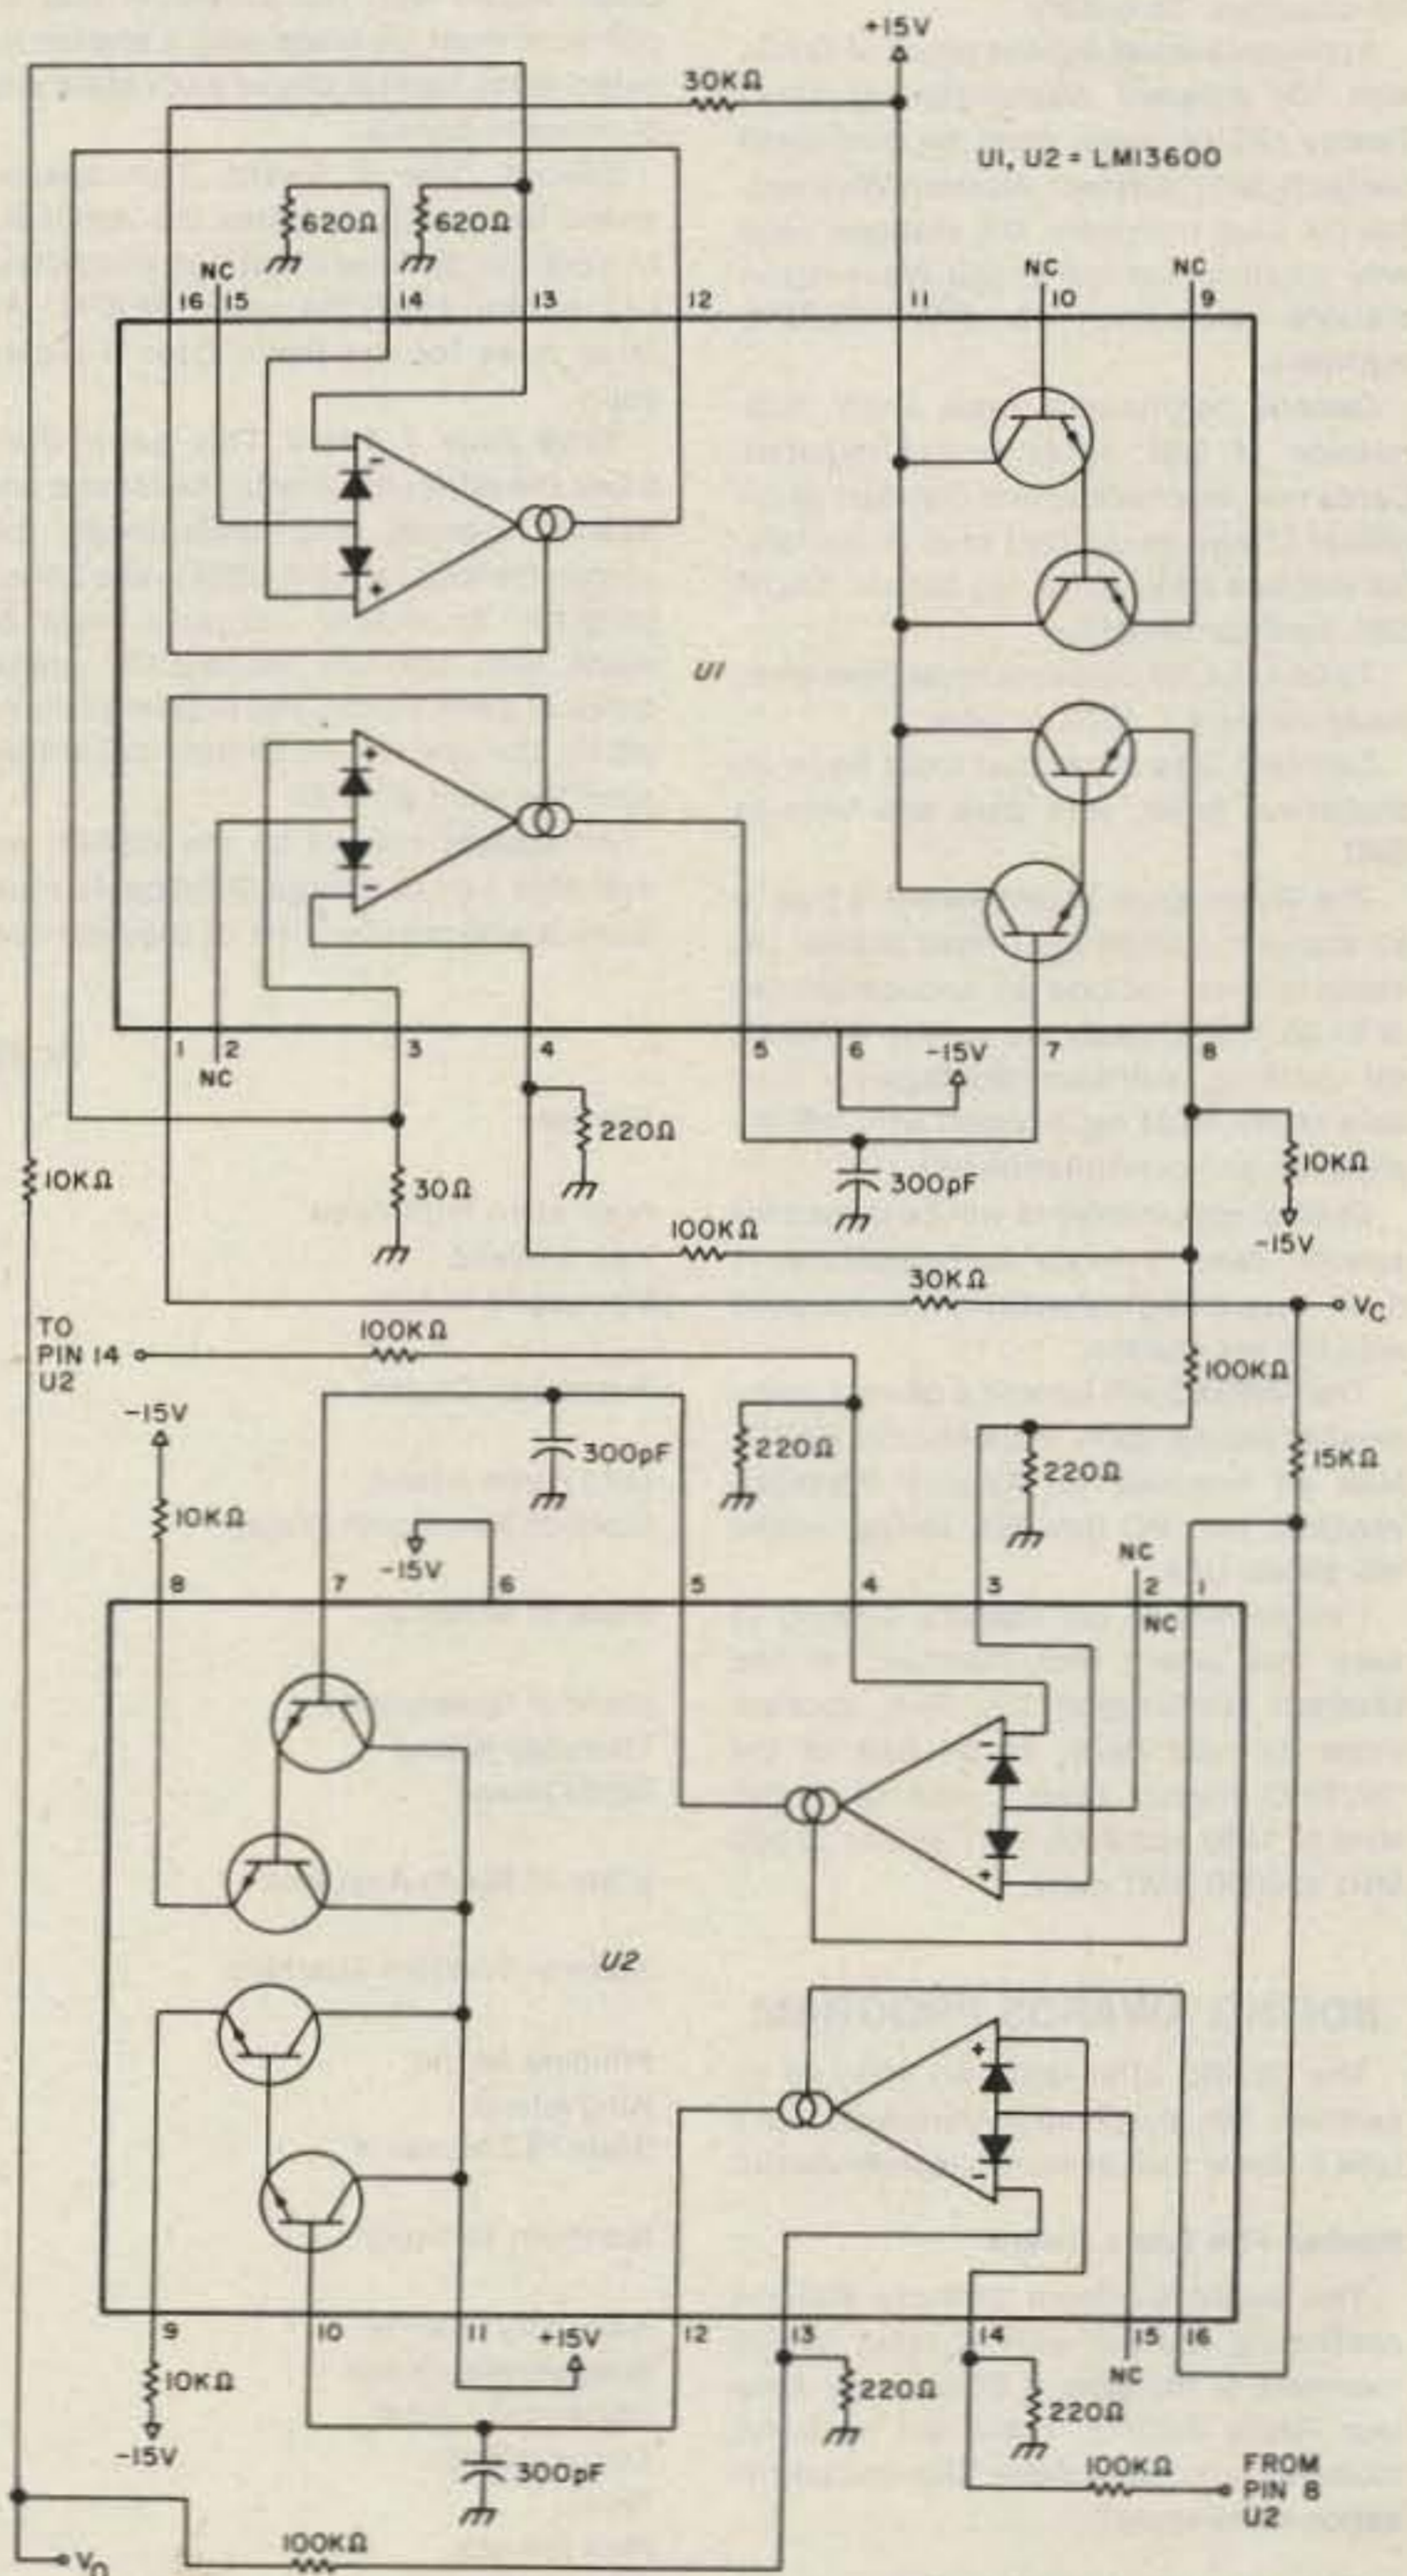 +15V
30KΩ
U1, U2 = LM13600
620Ω
620Ω
NC
NC
NC
16
15
14
13
12
11
10
9
-
+
U1
+
-
1
2
3
4
5
6
-15V
7
8
NC
220Ω
10KΩ
30Ω
300pF
10KΩ
100KΩ
-15V
30KΩ
VC
TO
PIN 14
U2
100KΩ
100KΩ
-15V
300pF
220Ω
220Ω
15KΩ
10KΩ
-15V
NC
8
7
6
5
4
3
2
1
NC
-
+
U2
+
-
9
10
11
+15V
12
13
14
15
16
NC
10KΩ
220Ω
220Ω
-15V
300pF
100KΩ
FROM
PIN 8
U2
100KΩ
VO